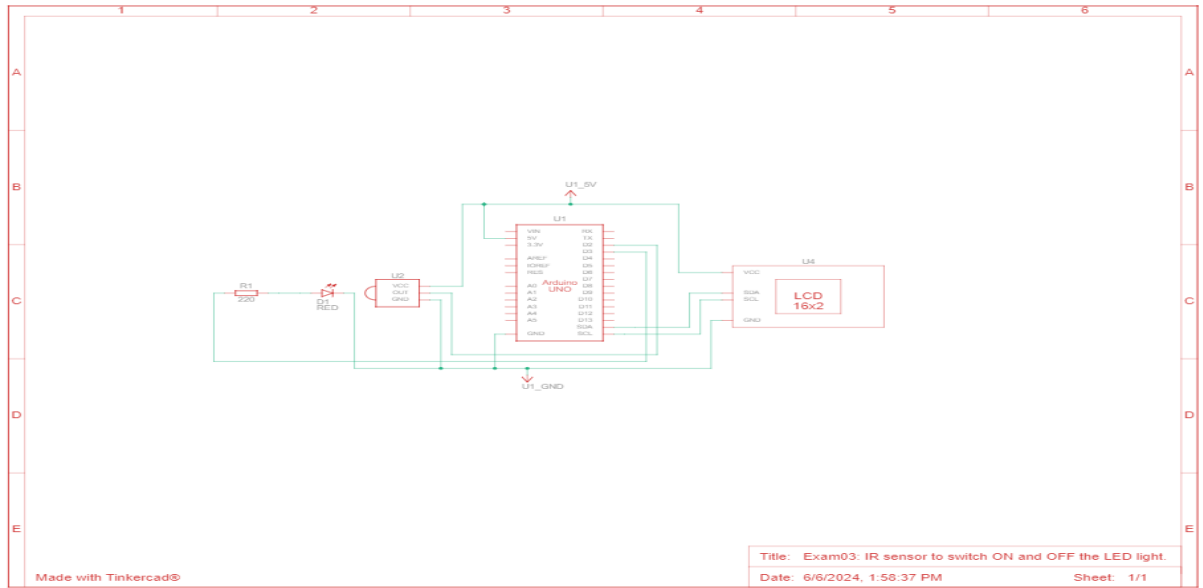 1 2 3 4 5 6
A A
U1_5V
B B
U1
VIN RX
5V TX
3.3V D2
D3
AREF D4
IOREF D5
RES D6
D7
A0 D8
A1 D9
A2 D10
A3 D11
A4 D12
A5 D13
SDA
GND SCL
Arduino
UNO
U2
VCC
OUT
GND
R1
220
D1
RED
U4
VCC
SDA
SCL
GND
LCD
16x2
C C
U1_GND
D D
E E
Title: Exam03: IR sensor to switch ON and OFF the LED light.
Made with Tinkercad® Date: 6/6/2024, 1:58:37 PM Sheet: 1/1